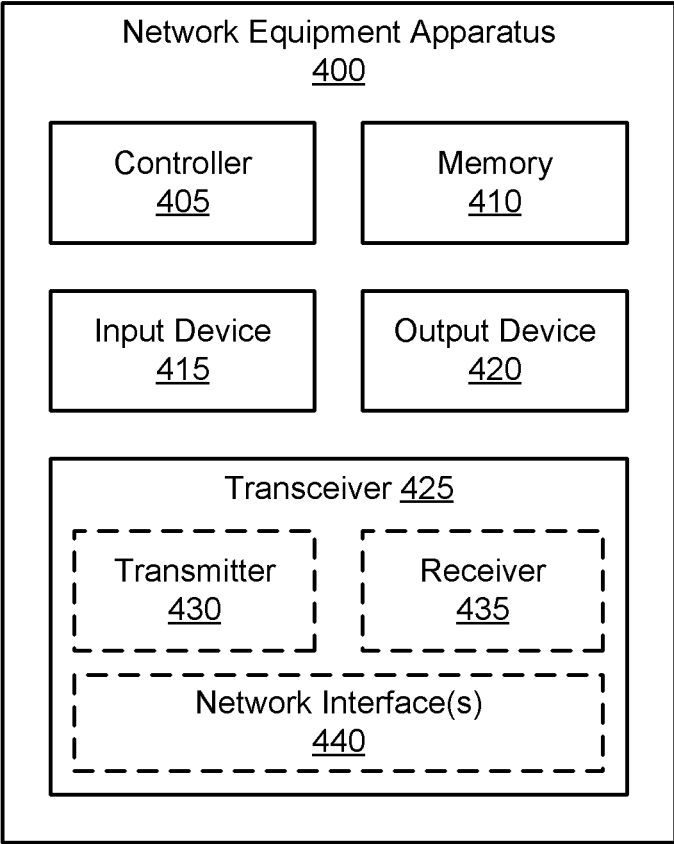 Network Equipment Apparatus
400
Controller
405
Memory
410
Input Device
415
Output Device
420
Transceiver 425
Transmitter
430
Receiver
435
Network Interface(s)
440